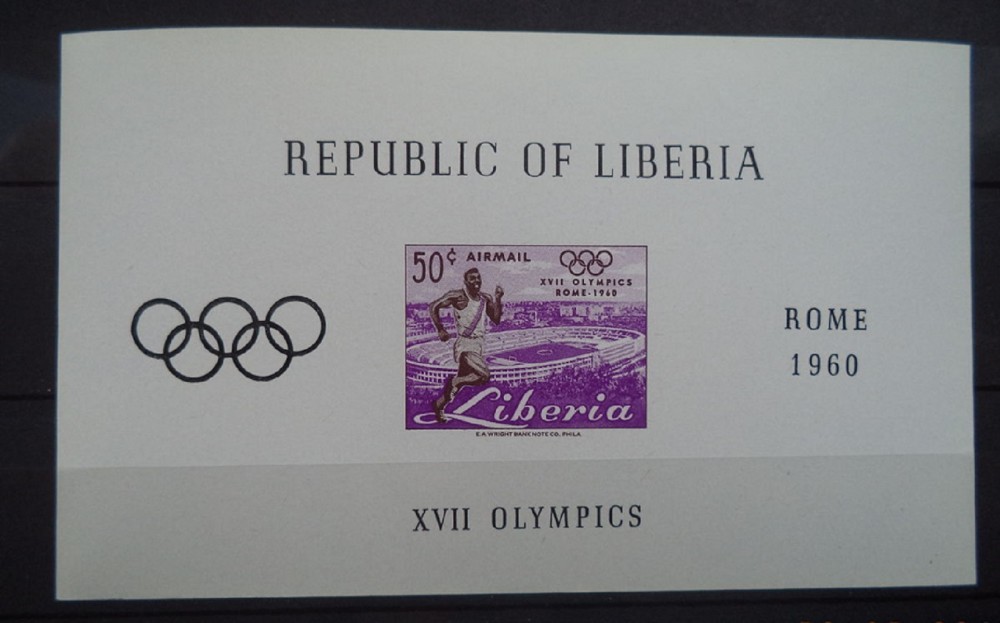 REPUBLIC OF LIBERIA
50¢ AIRMAIL
XVII OLYMPICS
ROME-1960
Liberia
E.A. WRIGHT BANK NOTE CO. PHILA.
ROME
1960
XVII OLYMPICS